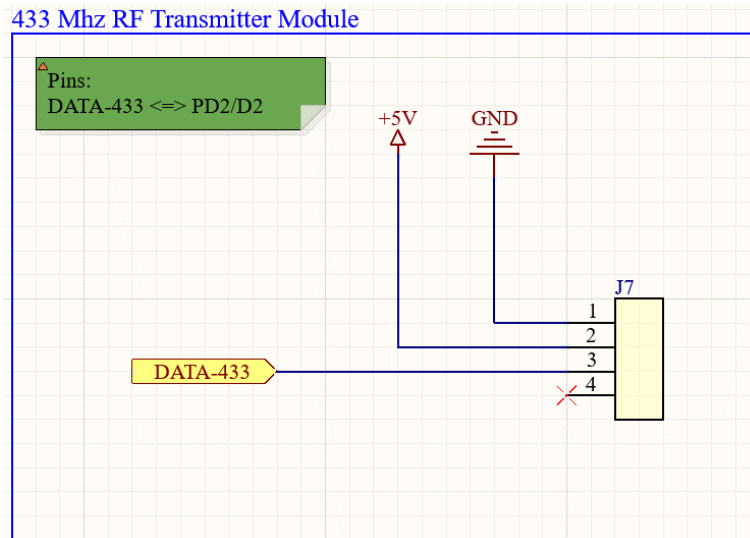 433 Mhz RF Transmitter Module
Pins:
DATA-433 <=> PD2/D2
+5V
GND
J7
1
2
3
4
DATA-433